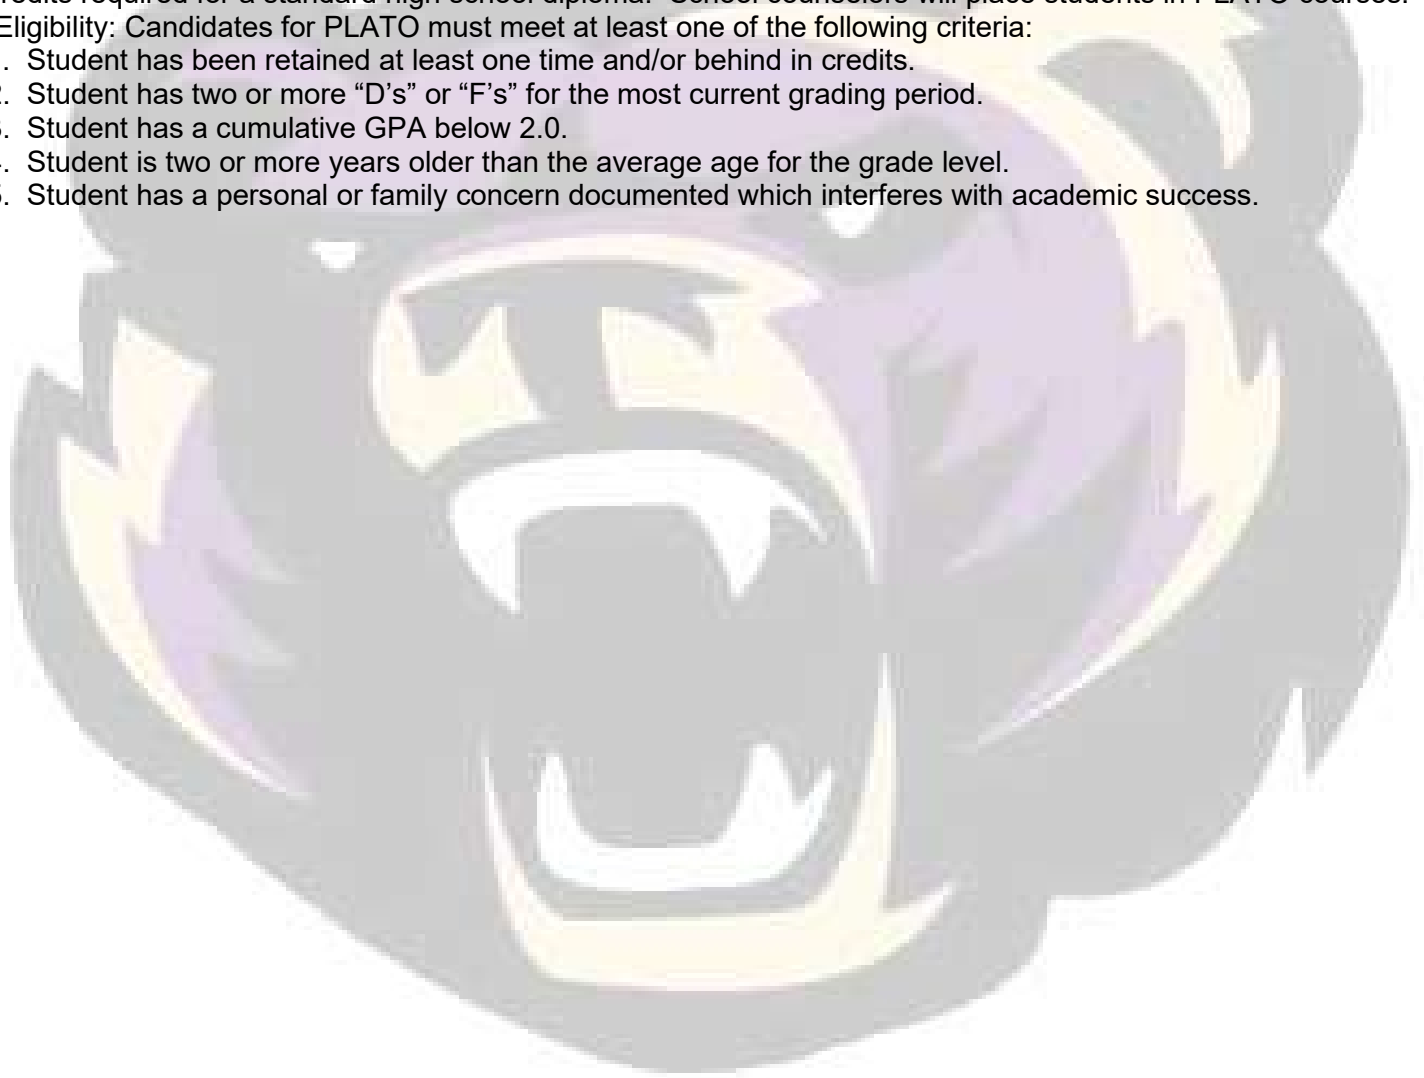 credits required for a standard high school diploma. School counselors will place students in PLATO courses.
Eligibility: Candidates for PLATO must meet at least one of the following criteria:
. Student has been retained at least one time and/or behind in credits.
2. Student has two or more “D’s” or “F’s” for the most current grading period.
3. Student has a cumulative GPA below 2.0.
. Student is two or more years older than the average age for the grade level.
5. Student has a personal or family concern documented which interferes with academic success.